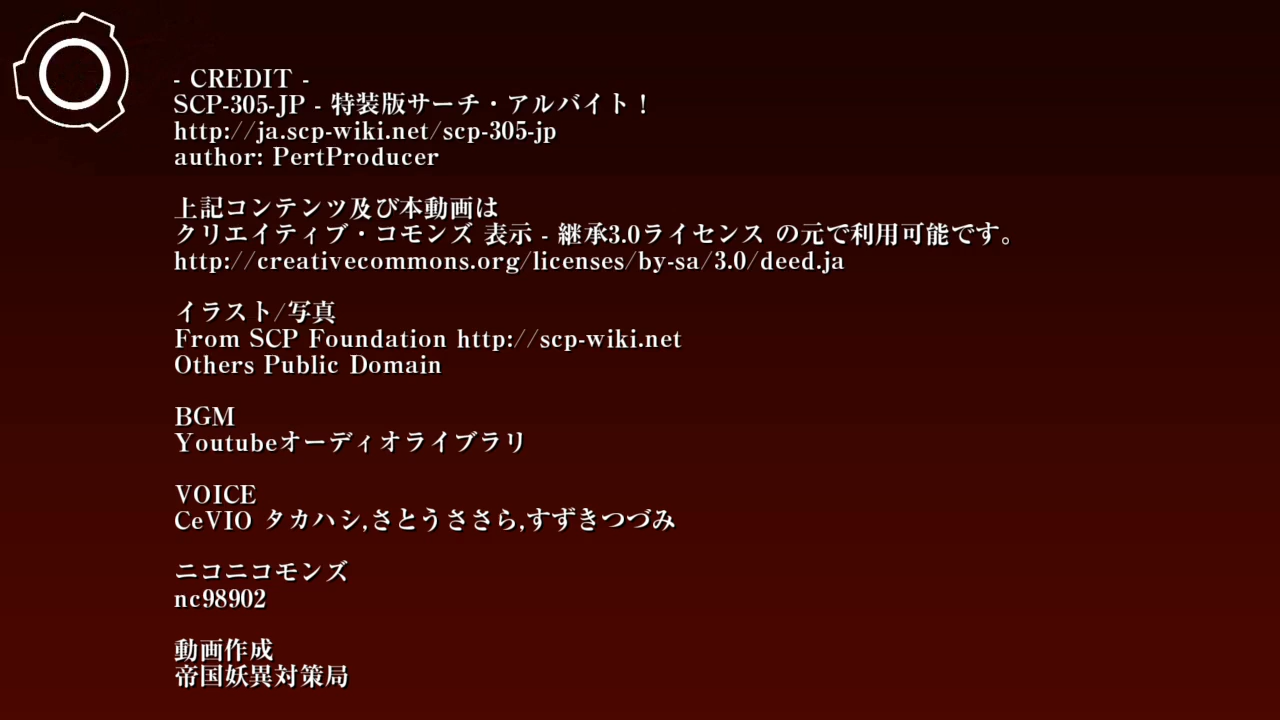 - CREDIT -
SCP-305-JP - 特装版サーチ・アルバイト！
http://ja.scp-wiki.net/scp-305-jp
author: PertProducer
上記コンテンツ及び本動画は
クリエイティブ・コモンズ 表示 - 継承3.0ライセンス の元で利用可能です。
http://creativecommons.org/licenses/by-sa/3.0/deed.ja
イラスト/写真
From SCP Foundation http://scp-wiki.net
Others Public Domain
BGM
Youtubeオーディオライブラリ
VOICE
CeVIO タカハシ,さとうささら,すずきつづみ
ニコニコモンズ
nc98902
動画作成
帝国妖異対策局